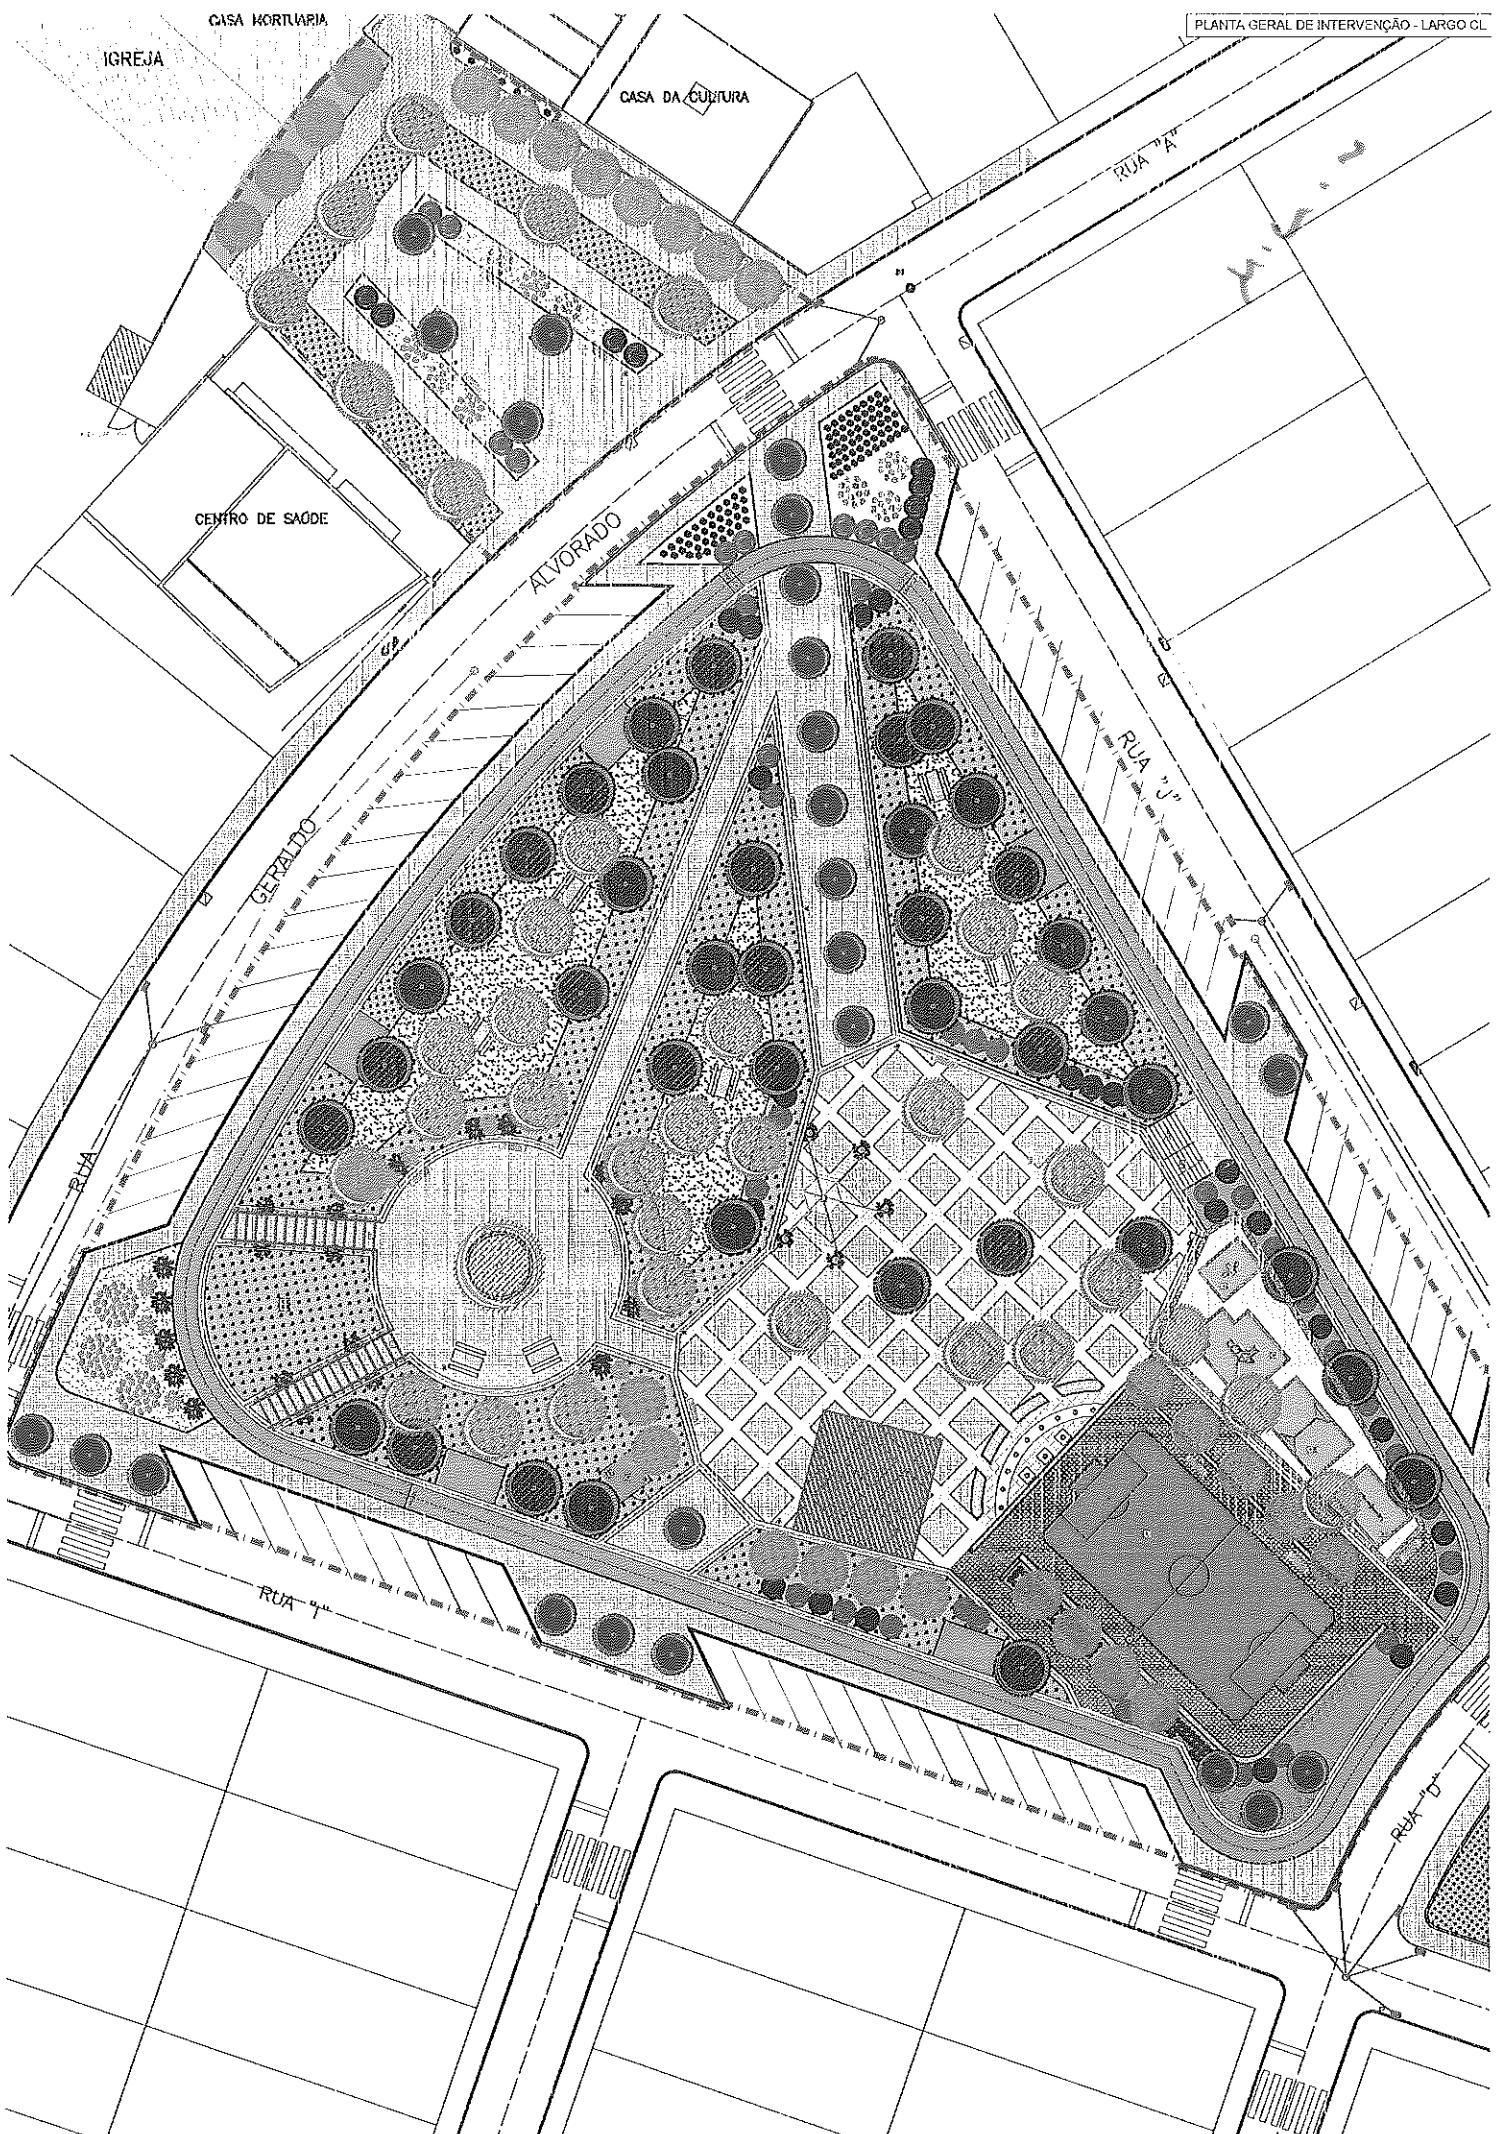 CASA MORTUARIA
PLANTA GERAL DE INTERVENÇÃO - LARGO CL
IGREJA
CASA DA CULTURA
RUA "A"
CENTRO DE SAÚDE
ALVORADO
RUA "J"
GERALDO
RUA
RUA "I"
RUA "D"